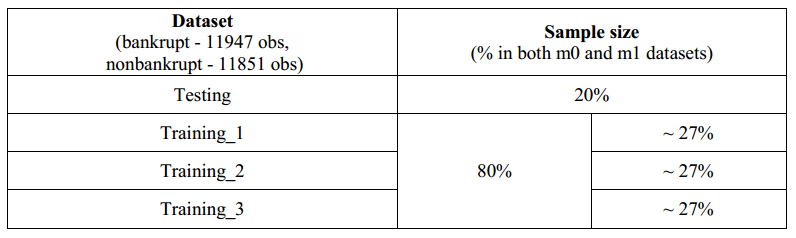 Dataset
(bankrupt - 11947 obs,
nonbankrupt - 11851 obs)
Sample size
(% in both m0 and m1 datasets)
Testing
20%
Training_1
~ 27%
Training_2
80%
~ 27%
Training_3
~ 27%